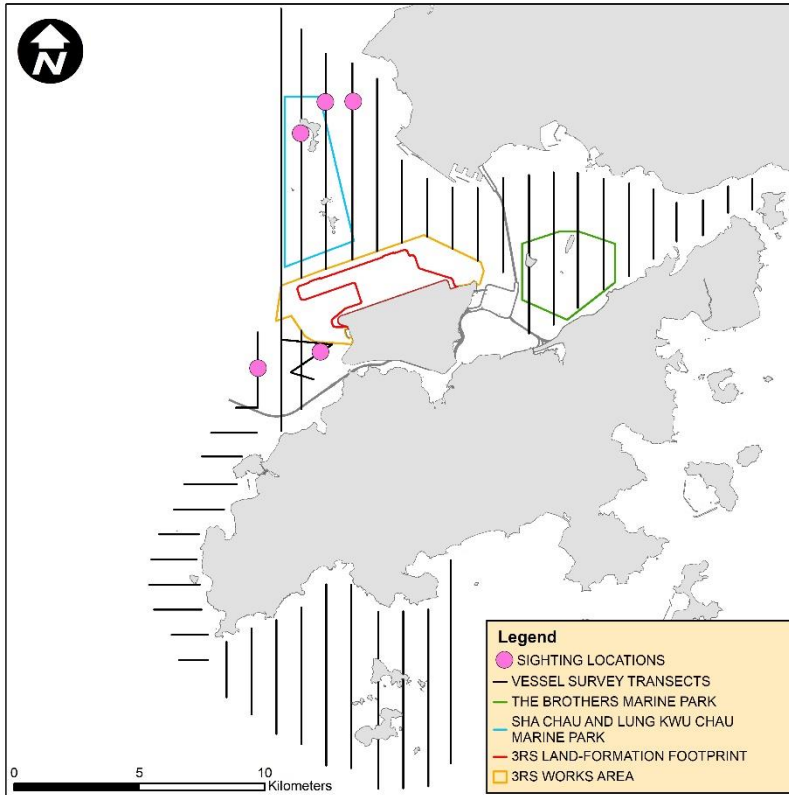 N
Legend
SIGHTING LOCATIONS
VESSEL SURVEY TRANSECTS
THE BROTHERS MARINE PARK
SHA CHAU AND LUNG KWU CHAU
MARINE PARK
3RS LAND-FORMATION FOOTPRINT
3RS WORKS AREA
0 5 10
Kilometers